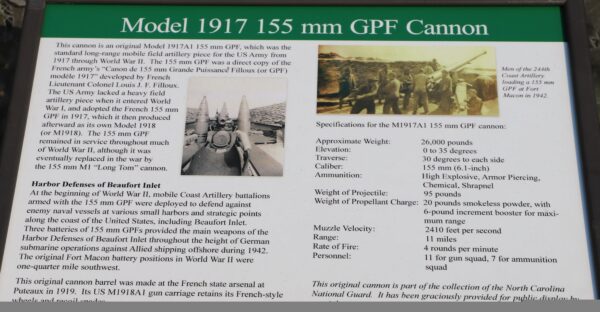 Model 1917 155 mm GPF Cannon
This cannon is an original Model 1917A1 155 mm GPF, which was the
standard long-range mobile field artillery piece for the US Army from
1917 through World War II. The 155 mm GPF was a direct copy of the
French army's "Canon de 155 mm Grande Puissancé Filloux (or GPF)
modèle 1917" developed by French
Lieutenant Colonel Louis J. F. Filloux.
The US Army lacked a heavy field
artillery piece when it entered World
War I, and adopted the French 155 mm
GPF in 1917, which it then produced
afterward as its own Model 1918
(or M1918). The 155 mm GPF
remained in service throughout much
of World War II, although it was
eventually replaced in the war by
the 155 mm M1 "Long Tom" cannon.
Harbor Defenses of Beaufort Inlet
At the beginning of World War II, mobile Coast Artillery battalions
armed with the 155 mm GPF were deployed to defend against
enemy naval vessels at various small harbors and strategic points
along the coast of the United States, including Beaufort Inlet.
Three batteries of 155 mm GPFs provided the main weapons of the
Harbor Defenses of Beaufort Inlet throughout the height of German
submarine operations against Allied shipping offshore during 1942.
The original Fort Macon battery positions in World War II were
one-quarter mile southwest.
This original cannon barrel was made at the French state arsenal at
Puteaux in 1919. Its US M1918A1 gun carriage retains its French-style
wheels and recoil spades.
Men of the 244th
Coast Artillery
loading a 155 mm
GPF at Fort
Macon in 1942.
Specifications for the M1917A1 155 mm GPF cannon:
Approximate Weight: 26,000 pounds
Elevation: 0 to 35 degrees
Traverse: 30 degrees to each side
Caliber: 155 mm (6.1-inch)
Ammunition: High Explosive, Armor Piercing,
Chemical, Shrapnel
Weight of Projectile: 95 pounds
Weight of Propellant Charge: 20 pounds smokeless powder, with
6-pound increment booster for maxi-
mum range
Muzzle Velocity: 2410 feet per second
Range: 11 miles
Rate of Fire: 4 rounds per minute
Personnel: 11 for gun squad, 7 for ammunition
squad
This original cannon is part of the collection of the North Carolina
National Guard. It has been graciously provided for public display by